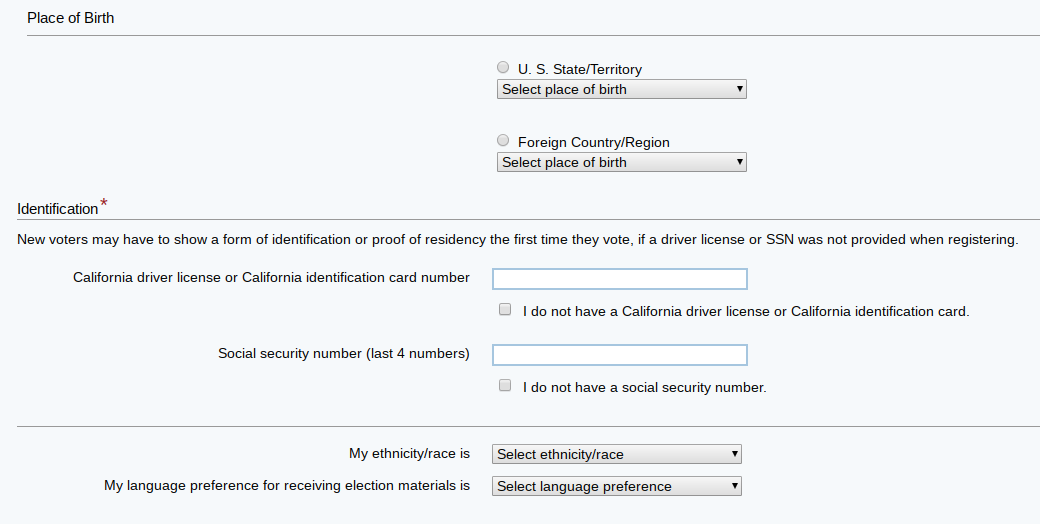 Place of Birth
U. S. State/Territory
Select place of birth
Foreign Country/Region
Select place of birth
Identification*
New voters may have to show a form of identification or proof of residency the first time they vote, if a driver license or SSN was not provided when registering.
California driver license or California identification card number
I do not have a California driver license or California identification card.
Social security number (last 4 numbers)
I do not have a social security number.
My ethnicity/race is Select ethnicity/race
My language preference for receiving election materials is Select language preference